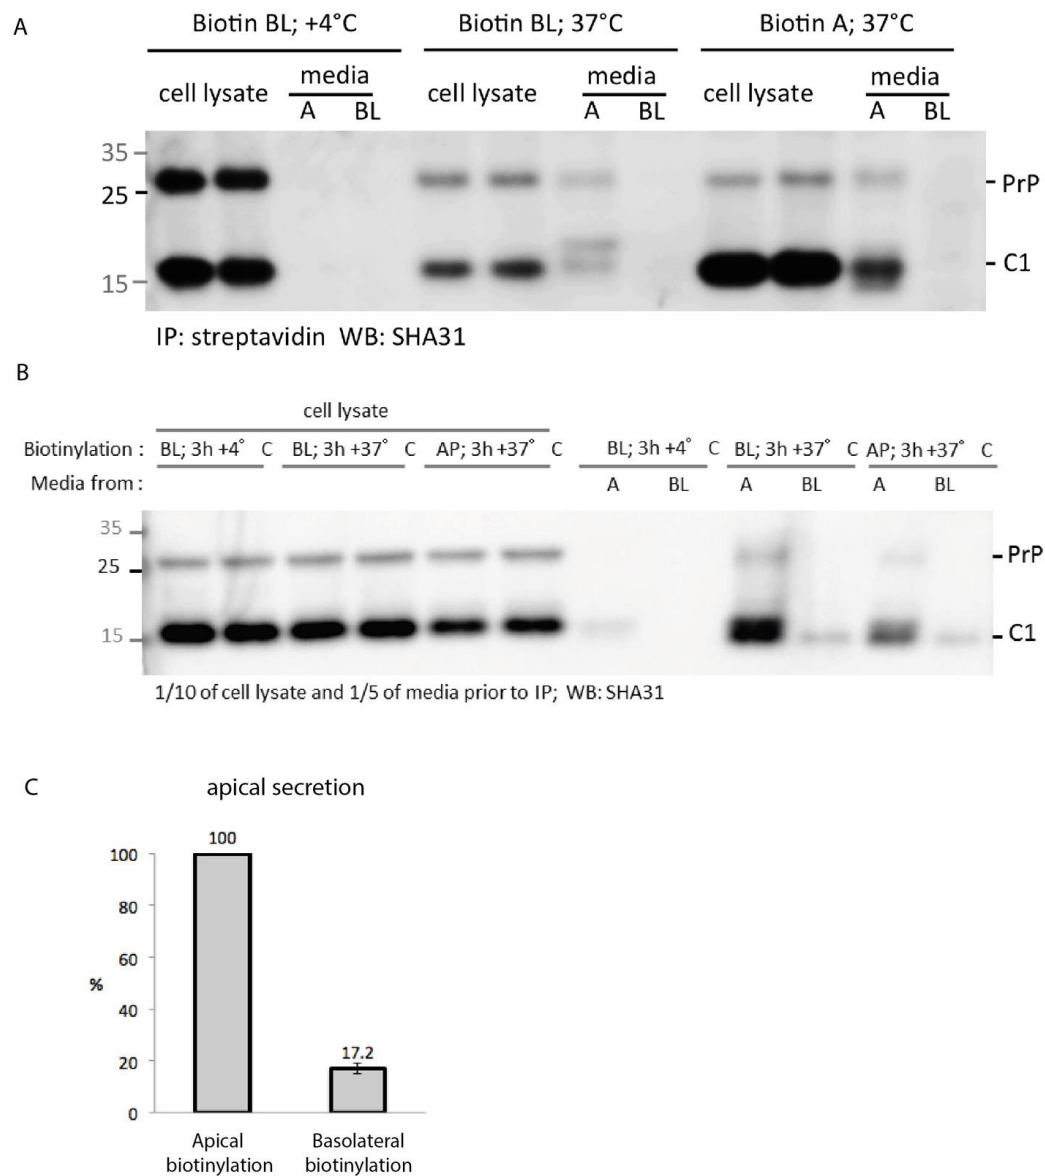 A
Biotin BL; +4°C Biotin BL; 37°C Biotin A; 37°C
cell lysate media cell lysate media cell lysate media
A BL A BL A BL
35
25
15
PrP
C1
IP: streptavidin WB: SHA31
B
cell lysate
Biotinylation : BL; 3h +4° C BL; 3h +37° C AP; 3h +37° C BL; 3h +4° C BL; 3h +37° C AP; 3h +37° C
Media from : A BL A BL A BL
35
25
15
PrP
C1
1/10 of cell lysate and 1/5 of media prior to IP; WB: SHA31
C
apical secretion
100
100
80
60
%
40
17.2
20
0
Apical Basolateral
biotinylation biotinylation